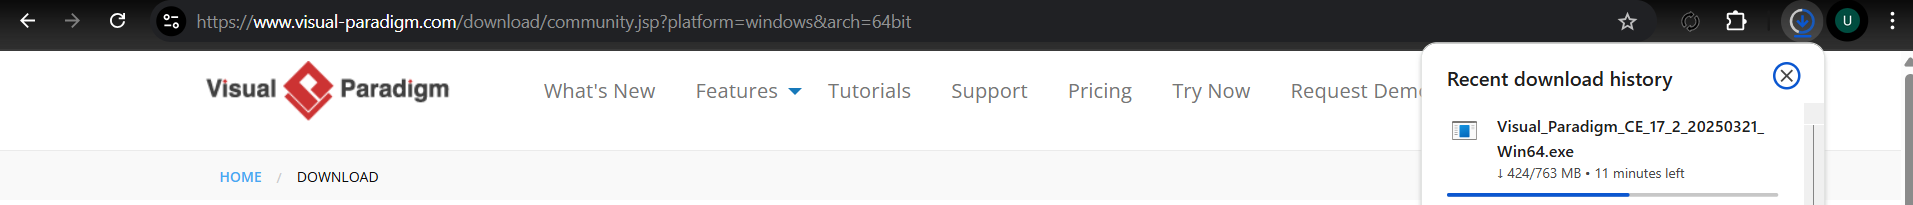 https://www.visual-paradigm.com/download/community.jsp?platform=windows&arch=64bit
U
Visual Paradigm
What's New Features Tutorials Support Pricing Try Now Request Demo
Recent download history
Visual_Paradigm_CE_17_2_20250321_
Win64.exe
↓ 424/763 MB • 11 minutes left
HOME / DOWNLOAD